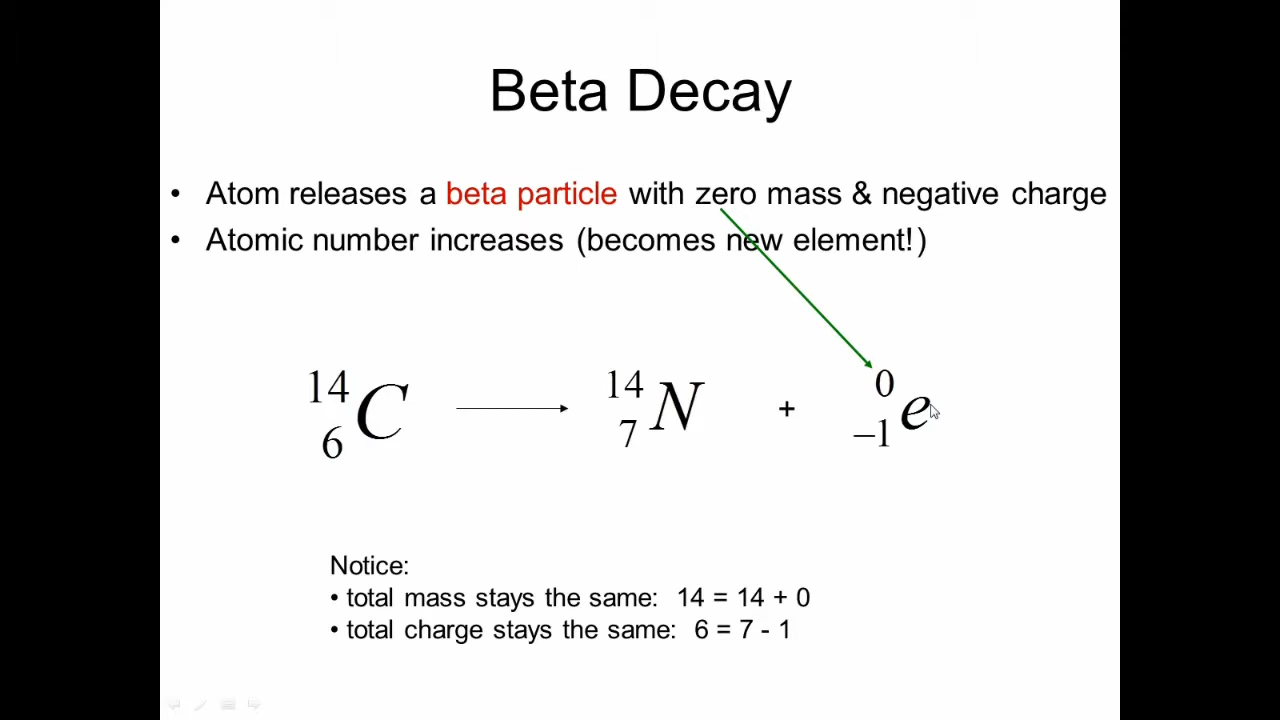 Beta Decay
• Atom releases a beta particle with zero mass & negative charge
• Atomic number increases (becomes new element!)
14 6 C → 14 7 N + 0 –1 e
Notice:
• total mass stays the same: 14 = 14 + 0
• total charge stays the same: 6 = 7 - 1